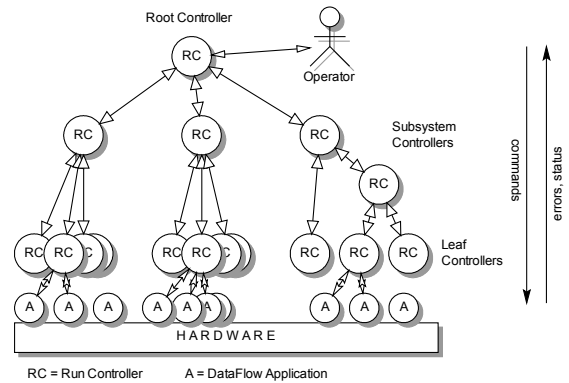 Root Controller
RC
Operator
RC
RC
RC
Subsystem
Controllers
RC
commands
errors, status
RC
RC
C
RC
RC
C
RC
RC
RC
Leaf
Controllers
A
A
A
A
A
A
A
A
A
HARDWARE
RC = Run Controller
A = DataFlow Application